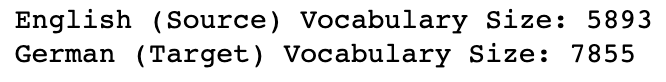 English (Source) Vocabulary Size: 5893
German (Target) Vocabulary Size: 7855